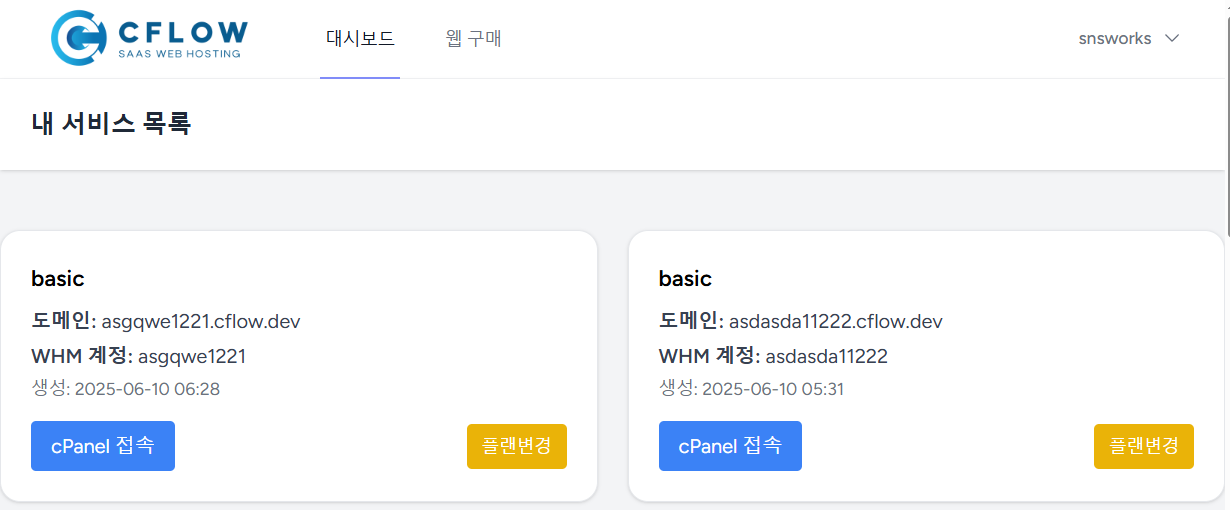 CFLOW
SAAS WEB HOSTING
대시보드
웹 구매
snsworks
내 서비스 목록
basic
도메인: asgqwe1221.cflow.dev
WHM 계정: asgqwe1221
생성: 2025-06-10 06:28
cPanel 접속
플랜변경
basic
도메인: asdasda11222.cflow.dev
WHM 계정: asdasda11222
생성: 2025-06-10 05:31
cPanel 접속
플랜변경